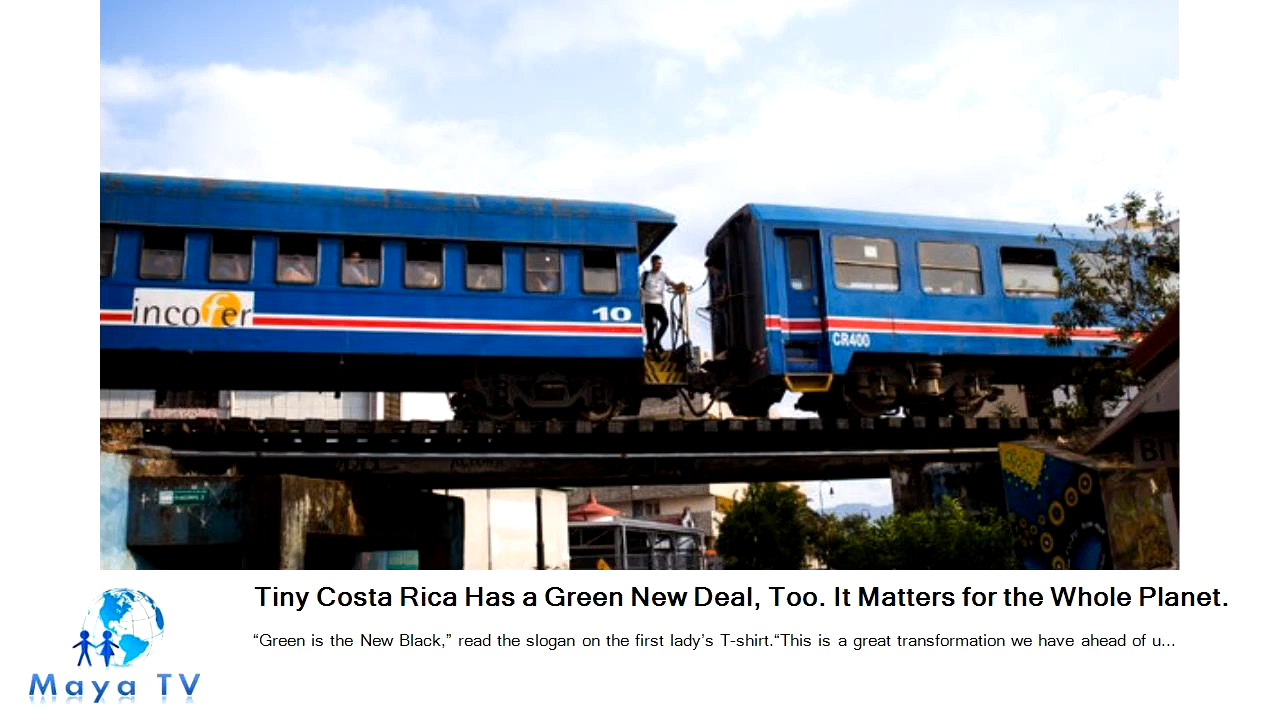 incofer
10
CR400
Tiny Costa Rica Has a Green New Deal, Too. It Matters for the Whole Planet.
“Green is the New Black,” read the slogan on the first lady’s T-shirt.“This is a great transformation we have ahead of u...
Maya TV